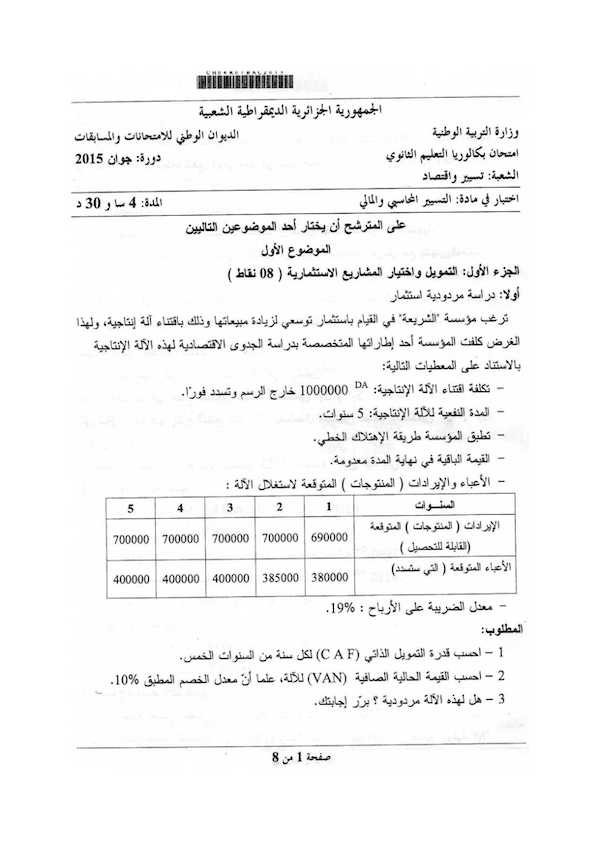 الجمهورية الجزائرية الديمقراطية الشعبية
وزارة التربية الوطنية الديوان الوطني للامتحانات والمسابقات
امتحان بكالوريا التعليم الثانوي دورة: جوان 2015
الشعبة: تسيير واقتصاد
اختبار في مادة: التسيير المحاسبي والمالي المدة: 4 سا و 30 د
على المترشح أن يختار أحد الموضوعين التاليين
الموضوع الأول
الجزء الأول: التمويل واختيار المشاريع الاستثمارية ( 08 نقاط )
أولا: دراسة مردودية استثمار
ترغب مؤسسة "الشريعة" في القيام باستثمار توسعي لزيادة مبيعاتها وذلك باقتناء آلة إنتاجية، ولهذا
الغرض كلفت المؤسسة أحد إطاراتها المتخصصة بدراسة الجدوى الاقتصادية لهذه الآلة الإنتاجية
بالاستناد على المعطيات التالية:
– تكلفة اقتناء الآلة الإنتاجية: 1000000 DA خارج الرسم وتسدد فورًا.
– المدة النفعية للآلة الإنتاجية: 5 سنوات.
– تطبق المؤسسة طريقة الإهتلاك الخطي.
– القيمة الباقية في نهاية المدة معدومة.
– الأعباء والإيرادات ( المنتوجات ) المتوقعة لاستغلال الآلة :
السنـــوات 1 2 3 4 5
الإيرادات ( المنتوجات ) المتوقعة
(القابلة للتحصيل ) 690000 700000 700000 700000 700000
الأعباء المتوقعة ( التي ستسدد) 380000 385000 400000 400000 400000
– معدل الضريبة على الأرباح : 19%.
المطلوب:
1 – احسب قدرة التمويل الذاتي (C A F) لكل سنة من السنوات الخمس.
2 – احسب القيمة الحالية الصافية (VAN) للآلة، علما أنّ معدل الخصم المطبق 10%.
3 – هل لهذه الآلة مردودية ؟ برّر إجابتك.
صفحة 1 من 8